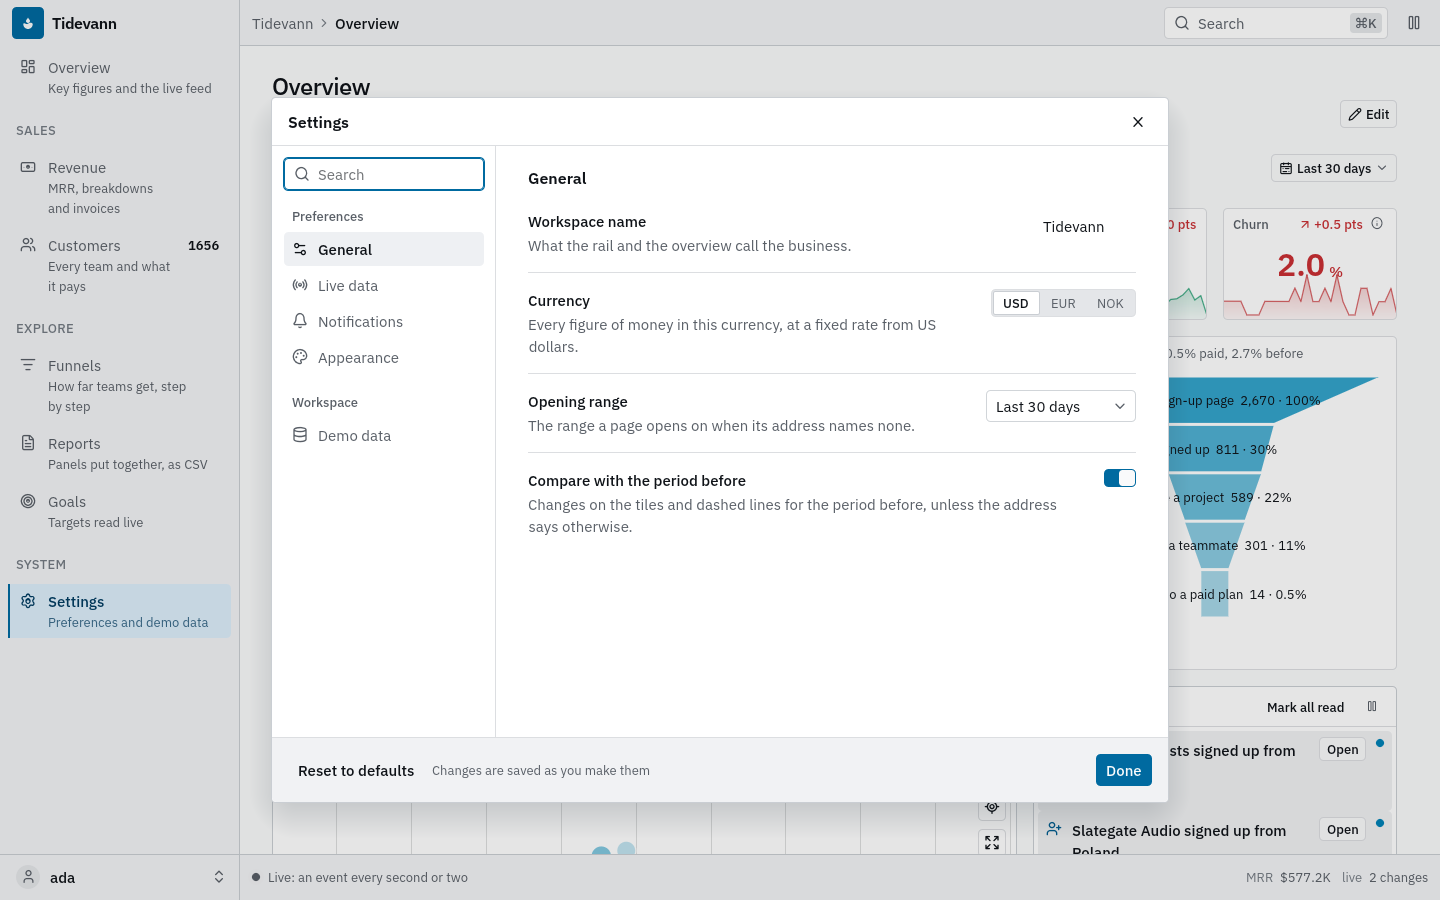 Tidevann
Overview
Key figures and the live feed
SALES
Revenue
MRR, breakdowns
and invoices
Customers 1656
Every team and what
it pays
EXPLORE
Funnels
How far teams get, step
by step
Reports
Panels put together, as CSV
Goals
Targets read live
SYSTEM
Settings
Preferences and demo data
ada
Tidevann > Overview
Search ⌘K
Overview
Edit
Last 30 days
0 pts
Churn +0.5 pts
2.0 %
0.5% paid, 2.7% before
gn-up page 2,670 · 100%
ned up 811 · 30%
a project 589 · 22%
a teammate 301 · 11%
o a paid plan 14 · 0.5%
Mark all read
sts signed up from
Open
Slategate Audio signed up from
Poland
Open
Settings
Search
Preferences
General
Live data
Notifications
Appearance
Workspace
Demo data
General
Workspace name
What the rail and the overview call the business.
Tidevann
Currency
Every figure of money in this currency, at a fixed rate from US
dollars.
USD EUR NOK
Opening range
The range a page opens on when its address names none.
Last 30 days
Compare with the period before
Changes on the tiles and dashed lines for the period before, unless the address
says otherwise.
Reset to defaults
Changes are saved as you make them
Done
Live: an event every second or two
MRR $577.2K live 2 changes